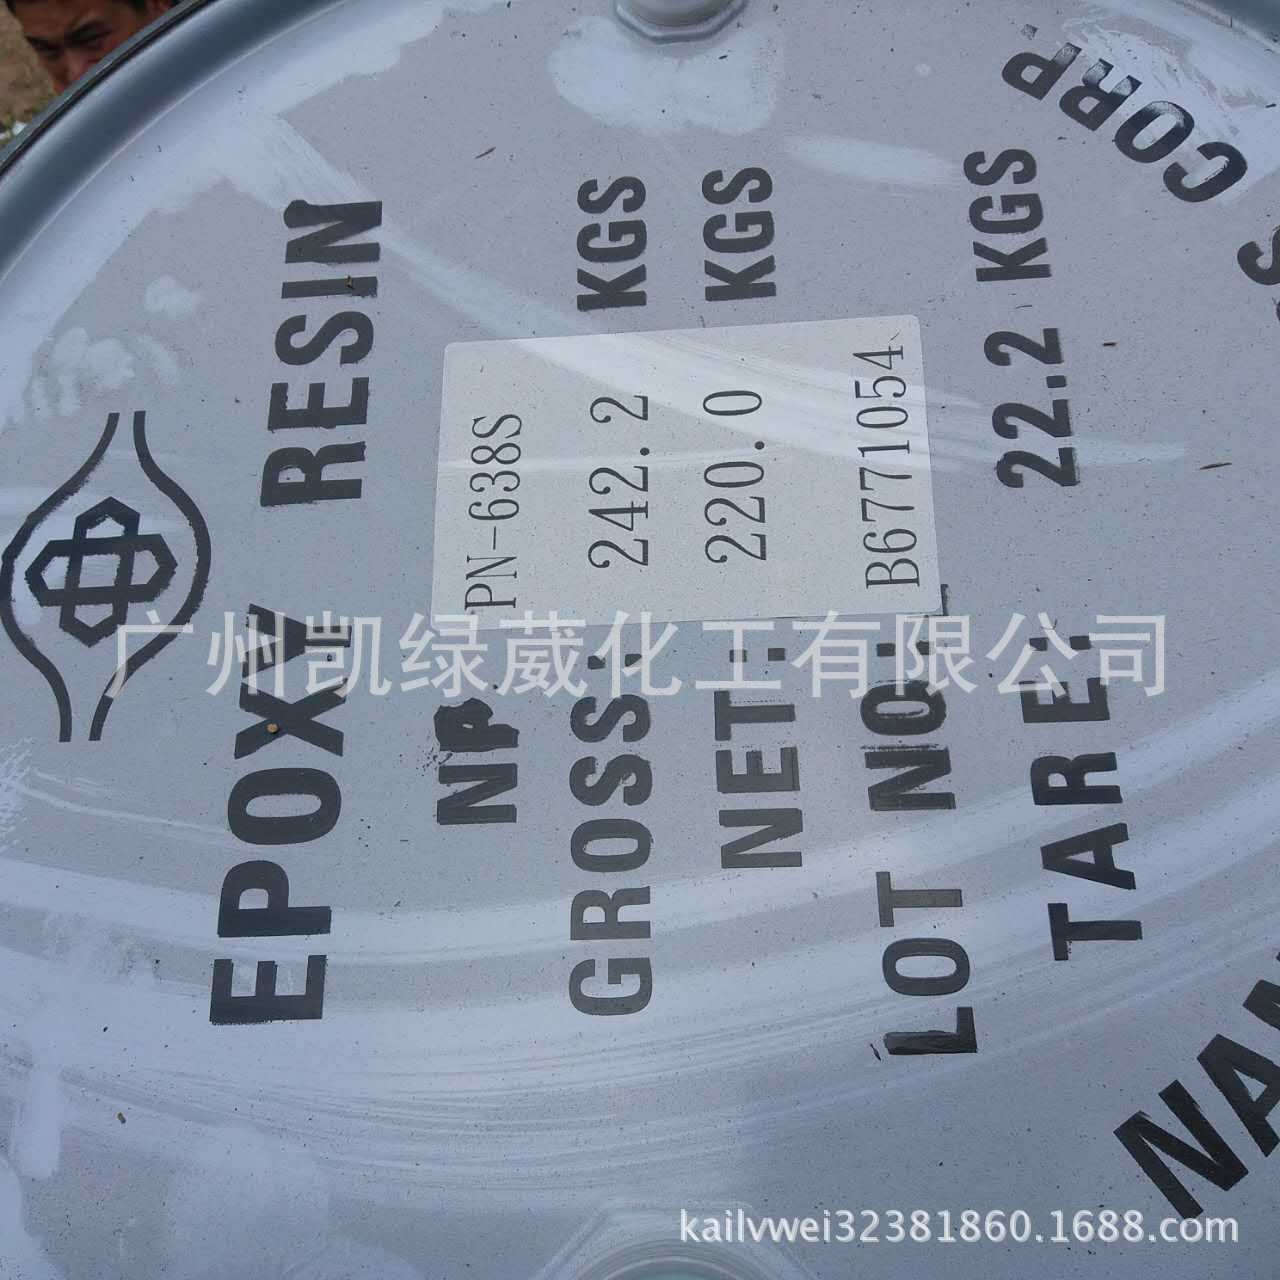 EPOXY RESIN
NP PN-638S
GROSS: 242.2 KGS
NET: 220.0 KGS
LOT NO: B6771054
TARE: 22.2 KGS
CORP.
广州凯绿葳化工有限公司
kailvwei32381860.1688.com